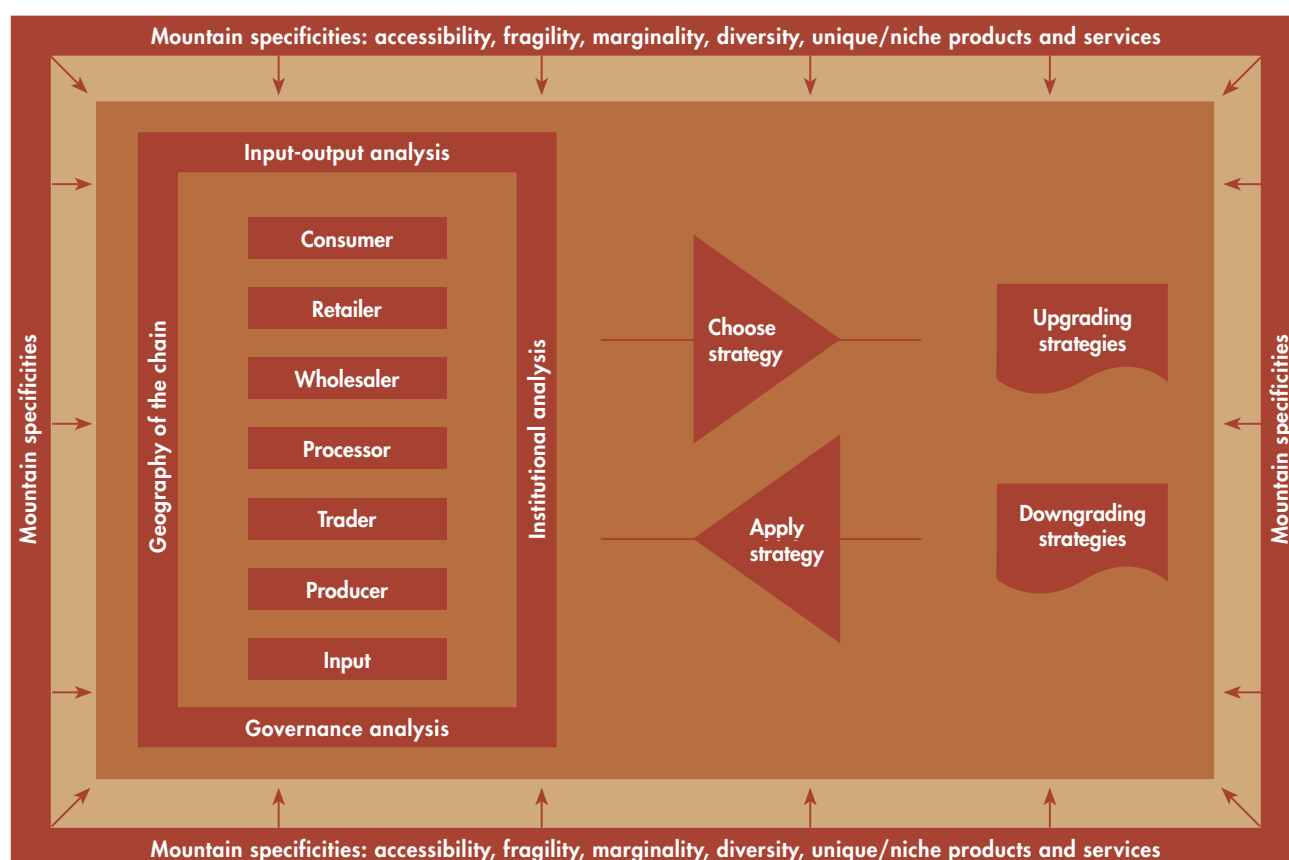 Mountain specificities: accessibility, fragility, marginality, diversity, unique/niche products and services
Mountain specificities
Input-output analysis
Geography of the chain
Consumer
Retailer
Wholesaler
Processor
Trader
Producer
Input
Institutional analysis
Governance analysis
Choose
strategy
Apply
strategy
Upgrading
strategies
Downgrading
strategies
Mountain specificities
Mountain specificities: accessibility, fragility, marginality, diversity, unique/niche products and services